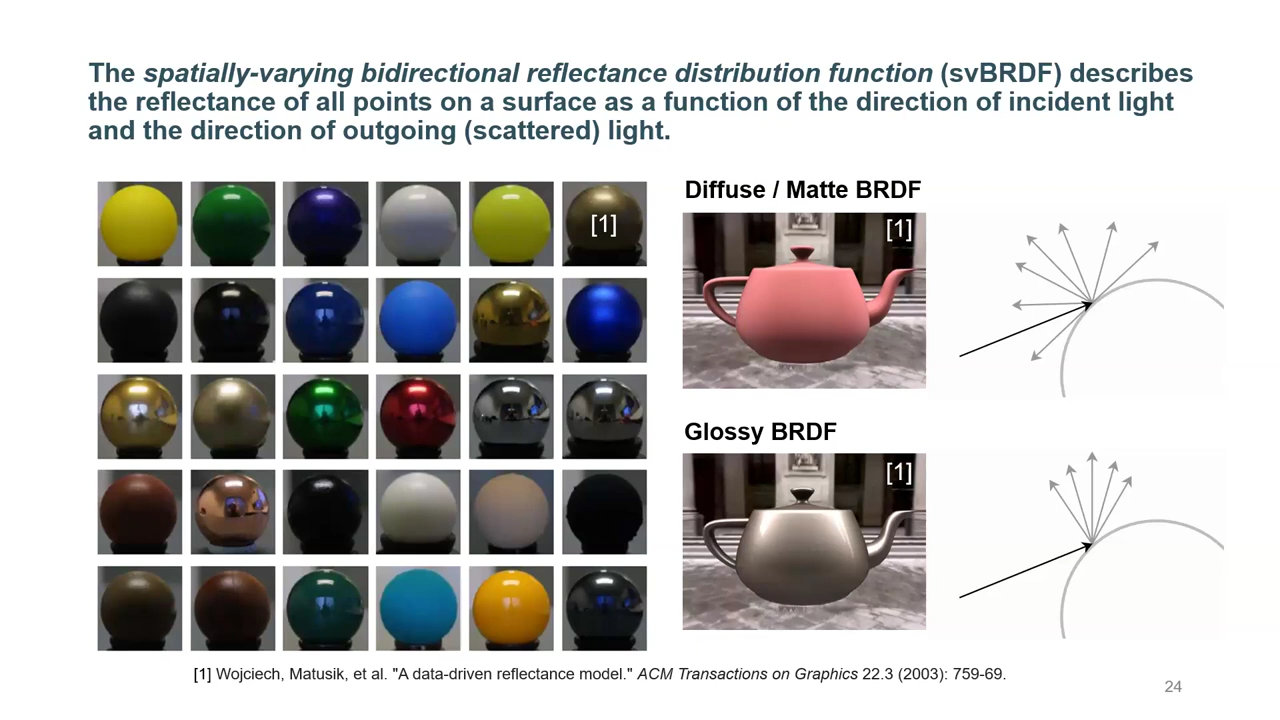 The spatially-varying bidirectional reflectance distribution function (svBRDF) describes
the reflectance of all points on a surface as a function of the direction of incident light
and the direction of outgoing (scattered) light.
[1]
Diffuse / Matte BRDF
[1]
Glossy BRDF
[1]
[1] Wojciech, Matusik, et al. "A data-driven reflectance model." ACM Transactions on Graphics 22.3 (2003): 759-69.
24